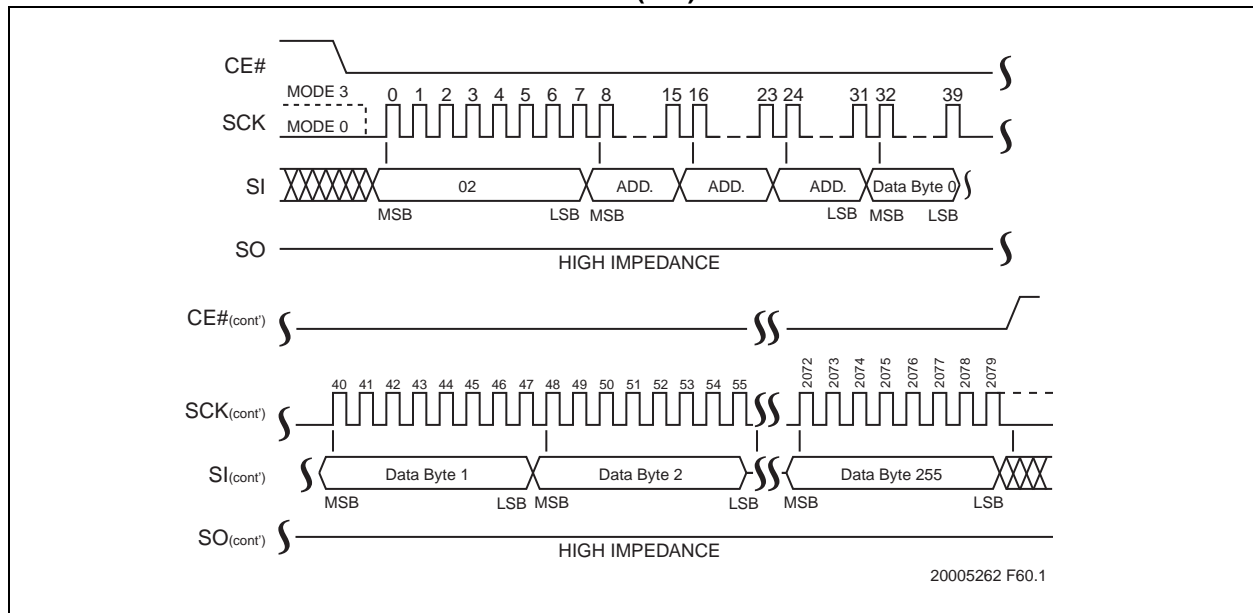 CE#
MODE 3
0 1 2 3 4 5 6 7 8 15 16 23 24 31 32 39
SCK
MODE 0
SI
02 ADD. ADD. ADD. Data Byte 0
MSB LSB MSB LSB MSB LSB
SO
HIGH IMPEDANCE
CE#(cont')
40 41 42 43 44 45 46 47 48 49 50 51 52 53 54 55 2072 2073 2074 2075 2076 2077 2078 2079
SCK(cont')
SI(cont') Data Byte 1 Data Byte 2 Data Byte 255
MSB LSB MSB LSB MSB LSB
SO(cont')
HIGH IMPEDANCE
20005262 F60.1